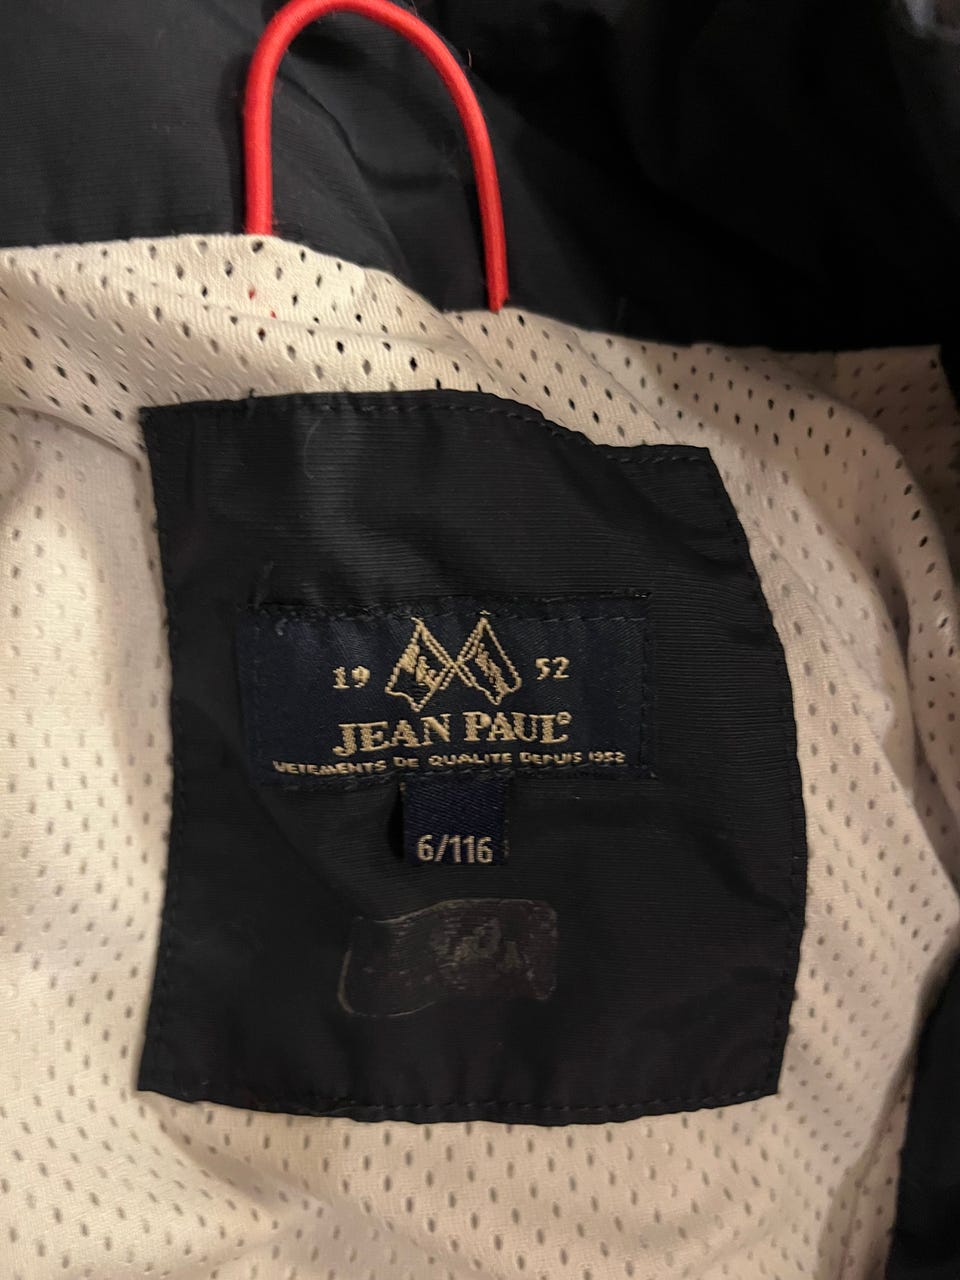 19 52
JEAN PAUL®
VETEMENTS DE QUALITE DEPUIS 1952
6/116